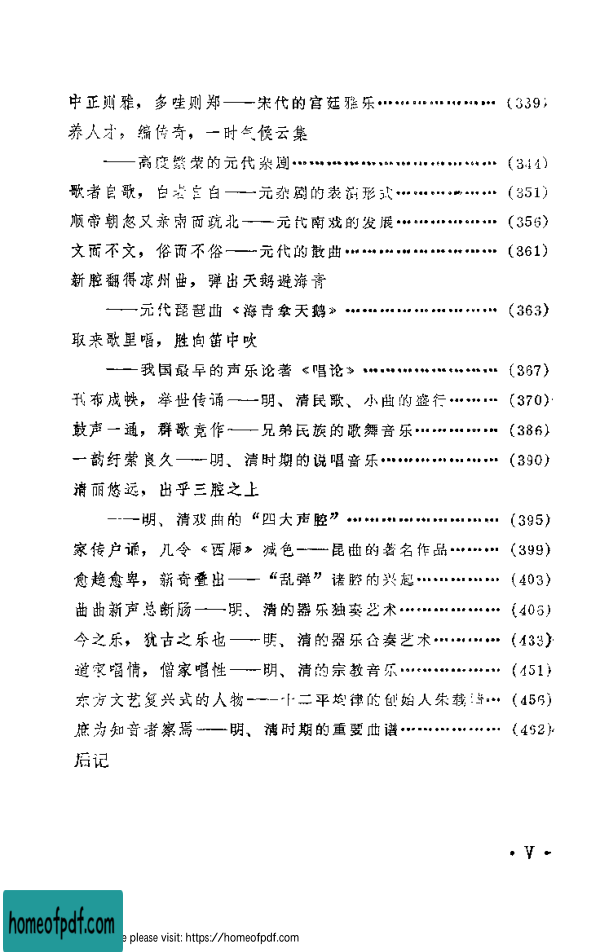 中正则雅，多哇则郑——宋代的宫廷雅乐………………… (339)
养人才，编传奇，一时气候云集
——高度繁荣的元代杂剧……………………………… (344)
歌者自歌，白者自白——元杂剧的表演形式……………… (351)
顺帝朝忽又亲南而疏北——元代南戏的发展……………… (356)
文而不文，俗而不俗——元代的散曲……………………… (361)
新腔翻得凉州曲，弹出天鹅避海青
——元代琵琶曲《海青拿天鹅》……………………… (363)
取来歌里唱，胜向笛中吹
——我国最早的声乐论著《唱论》…………………… (367)
刊布成帙，举世传诵——明、清民歌、小曲的盛行……… (370)
鼓声一通，群歌竞作——兄弟民族的歌舞音乐…………… (386)
一韵纡萦良久——明、清时期的说唱音乐………………… (390)
清丽悠远，出乎三腔之上
——明、清戏曲的“四大声腔”……………………… (395)
家传户诵，几令《西厢》减色——昆曲的著名作品……… (399)
愈趋愈卑，新奇叠出——“乱弹”诸腔的兴起…………… (403)
曲曲新声总断肠——明、清的器乐独奏艺术……………… (406)
今之乐，犹古之乐也——明、清的器乐合奏艺术………… (433)
道家唱情，僧家唱性——明、清的宗教音乐……………… (451)
东方文艺复兴式的人物——十二平均律的创始人朱载堉… (456)
庶为知音者察焉——明、清时期的重要曲谱……………… (462)
后记
· V ·
homeofpdf.com
e please visit: https://homeofpdf.com